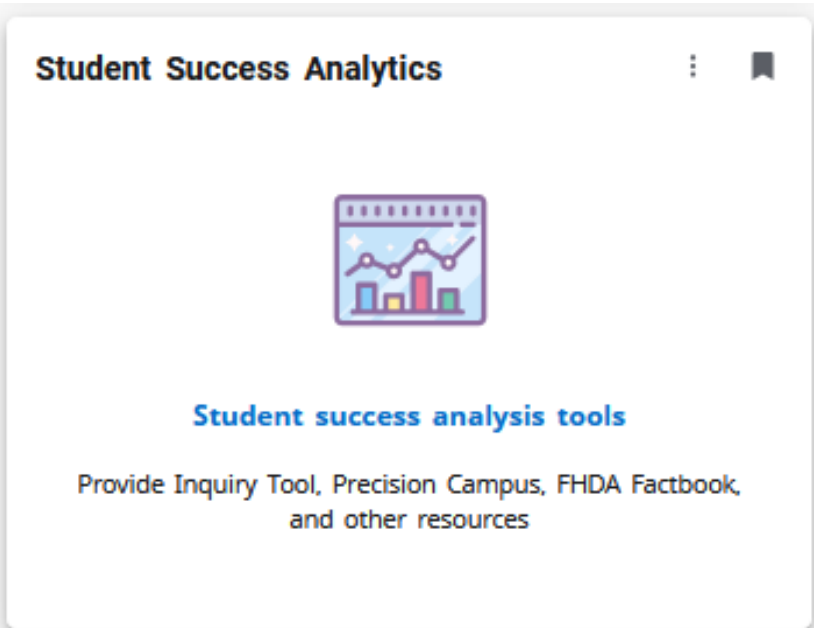 Student Success Analytics
Student success analysis tools
Provide Inquiry Tool, Precision Campus, FHDA Factbook,
and other resources